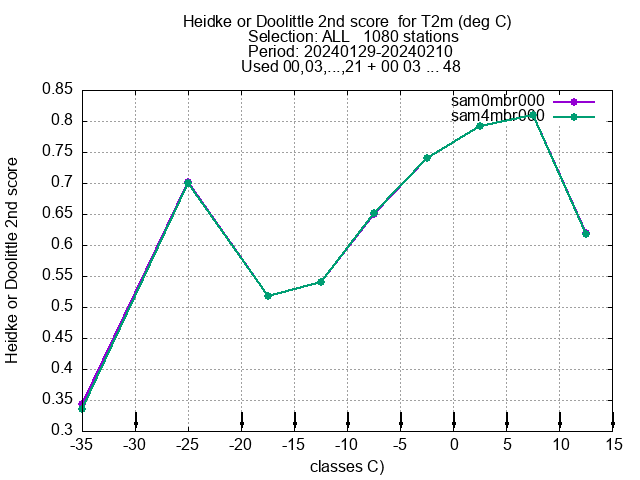 Heidke or Doolittle 2nd score  for T2m (deg C)
Selection: ALL   1080 stations
Period: 20240129-20240210
Used 00,03,...,21 + 00 03 ... 48
sam0mbr000
sam4mbr000
Heidke or Doolittle 2nd score
0.85
0.8
0.75
0.7
0.65
0.6
0.55
0.5
0.45
0.4
0.35
0.3
-35 -30 -25 -20 -15 -10 -5 0 5 10 15
classes C)